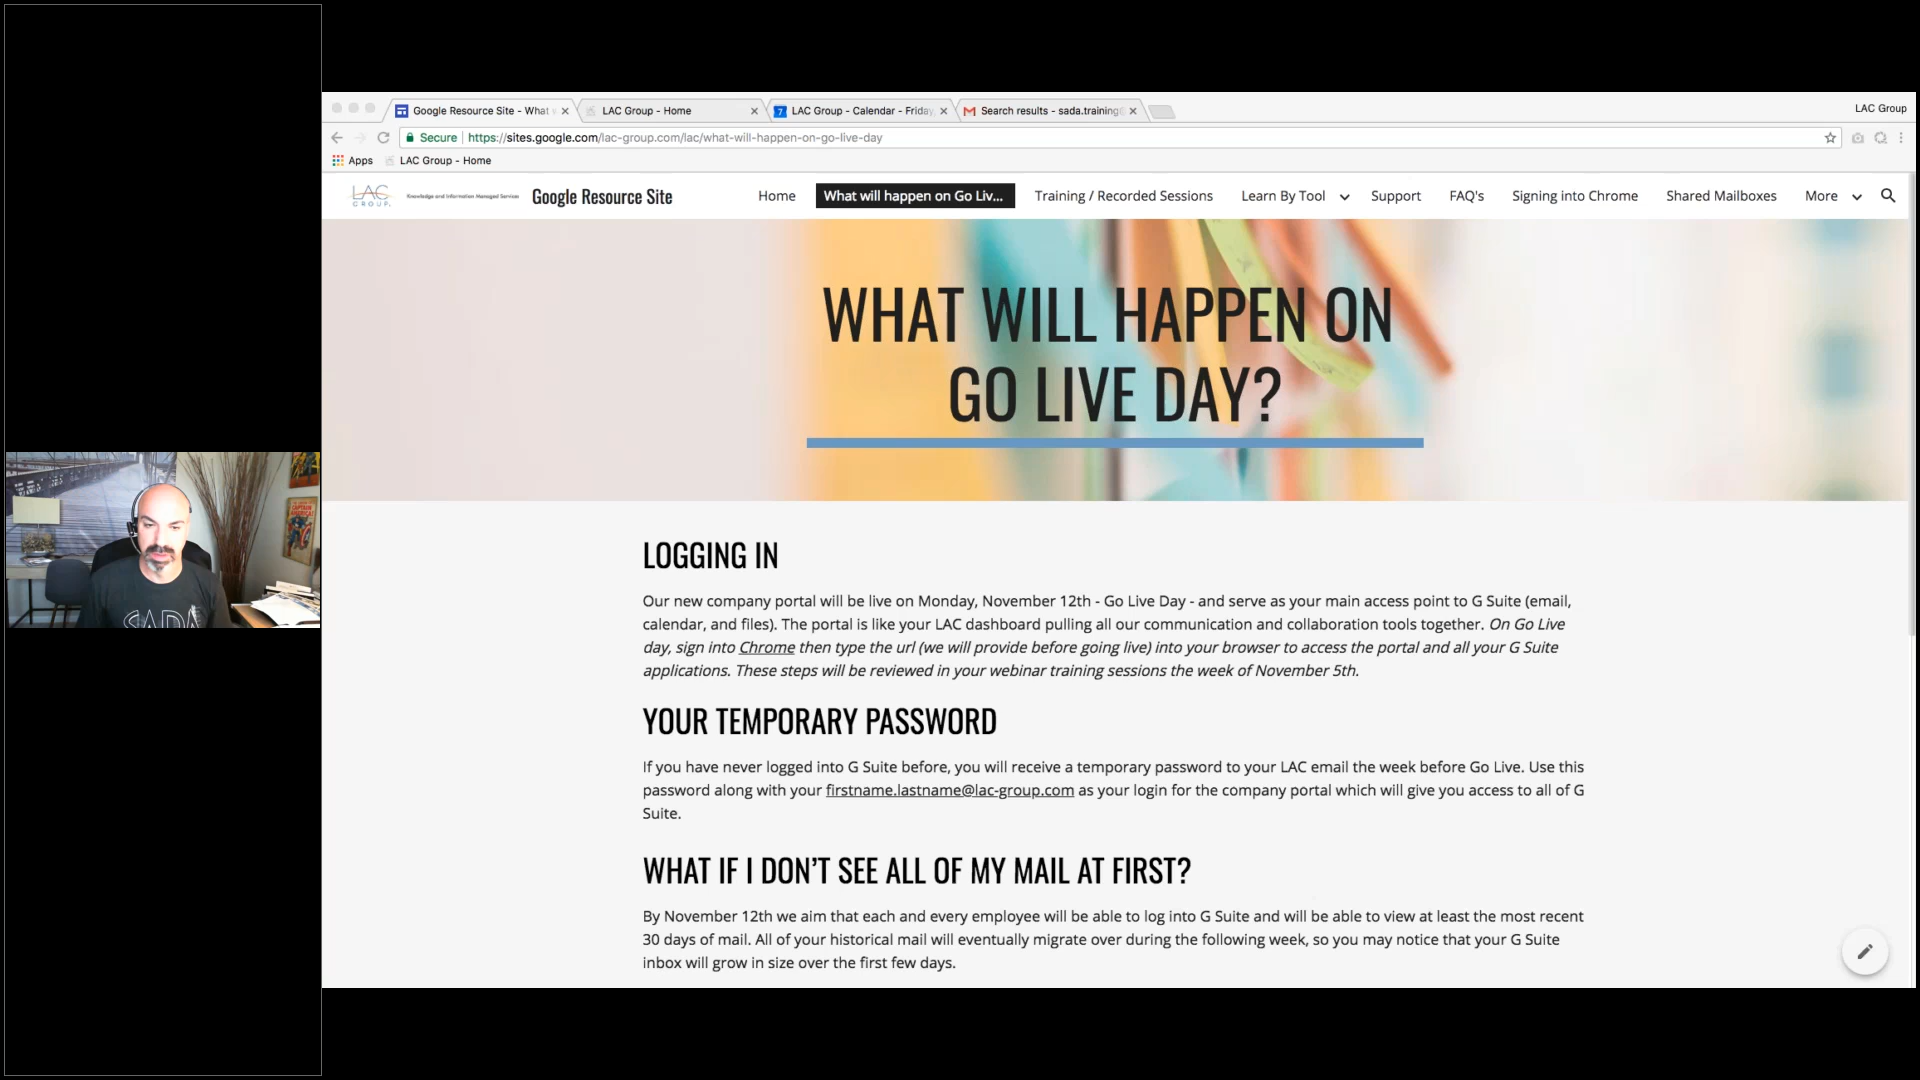 Google Resource Site - What
LAC Group - Home
LAC Group - Calendar - Friday,
Search results - sada.training
LAC Group
Secure
https://sites.google.com/lac-group.com/lac/what-will-happen-on-go-live-day
Apps
LAC Group - Home
LAC
GROUP
Knowledge and Information Managed Services
Google Resource Site
Home
What will happen on Go Liv...
Training / Recorded Sessions
Learn By Tool
Support
FAQ's
Signing into Chrome
Shared Mailboxes
More
WHAT WILL HAPPEN ON
GO LIVE DAY?
LOGGING IN
Our new company portal will be live on Monday, November 12th - Go Live Day - and serve as your main access point to G Suite (email,
calendar, and files). The portal is like your LAC dashboard pulling all our communication and collaboration tools together. On Go Live
day, sign into Chrome then type the url (we will provide before going live) into your browser to access the portal and all your G Suite
applications. These steps will be reviewed in your webinar training sessions the week of November 5th.
YOUR TEMPORARY PASSWORD
If you have never logged into G Suite before, you will receive a temporary password to your LAC email the week before Go Live. Use this
password along with your firstname.lastname@lac-group.com as your login for the company portal which will give you access to all of G
Suite.
WHAT IF I DON'T SEE ALL OF MY MAIL AT FIRST?
By November 12th we aim that each and every employee will be able to log into G Suite and will be able to view at least the most recent
30 days of mail. All of your historical mail will eventually migrate over during the following week, so you may notice that your G Suite
inbox will grow in size over the first few days.
CAPTAIN
AMERICA
SADA